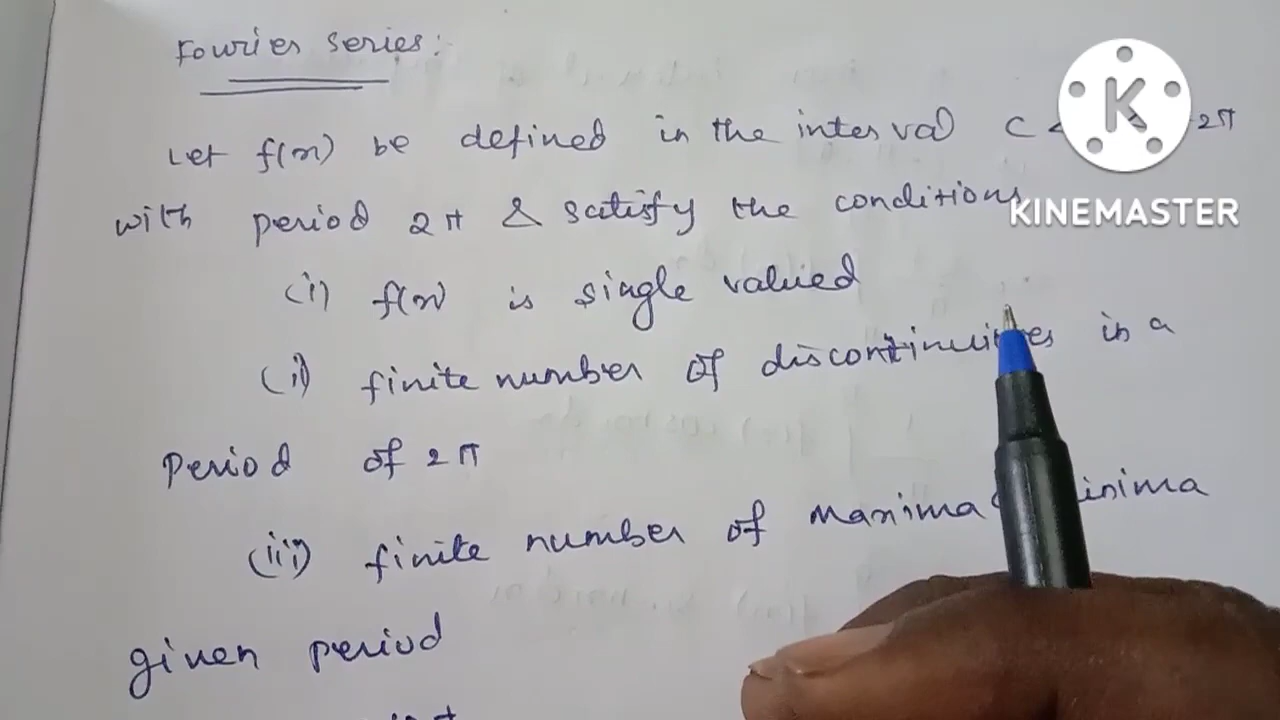 Fourier series:
Let f(x) be defined in the interval c < 2π
with period 2π & satisfy the conditions
KINEMASTER
(i) f(x) is single valued
(ii) finite number of discontinuities in a
period of 2π
(iii) finite number of maxima
given period